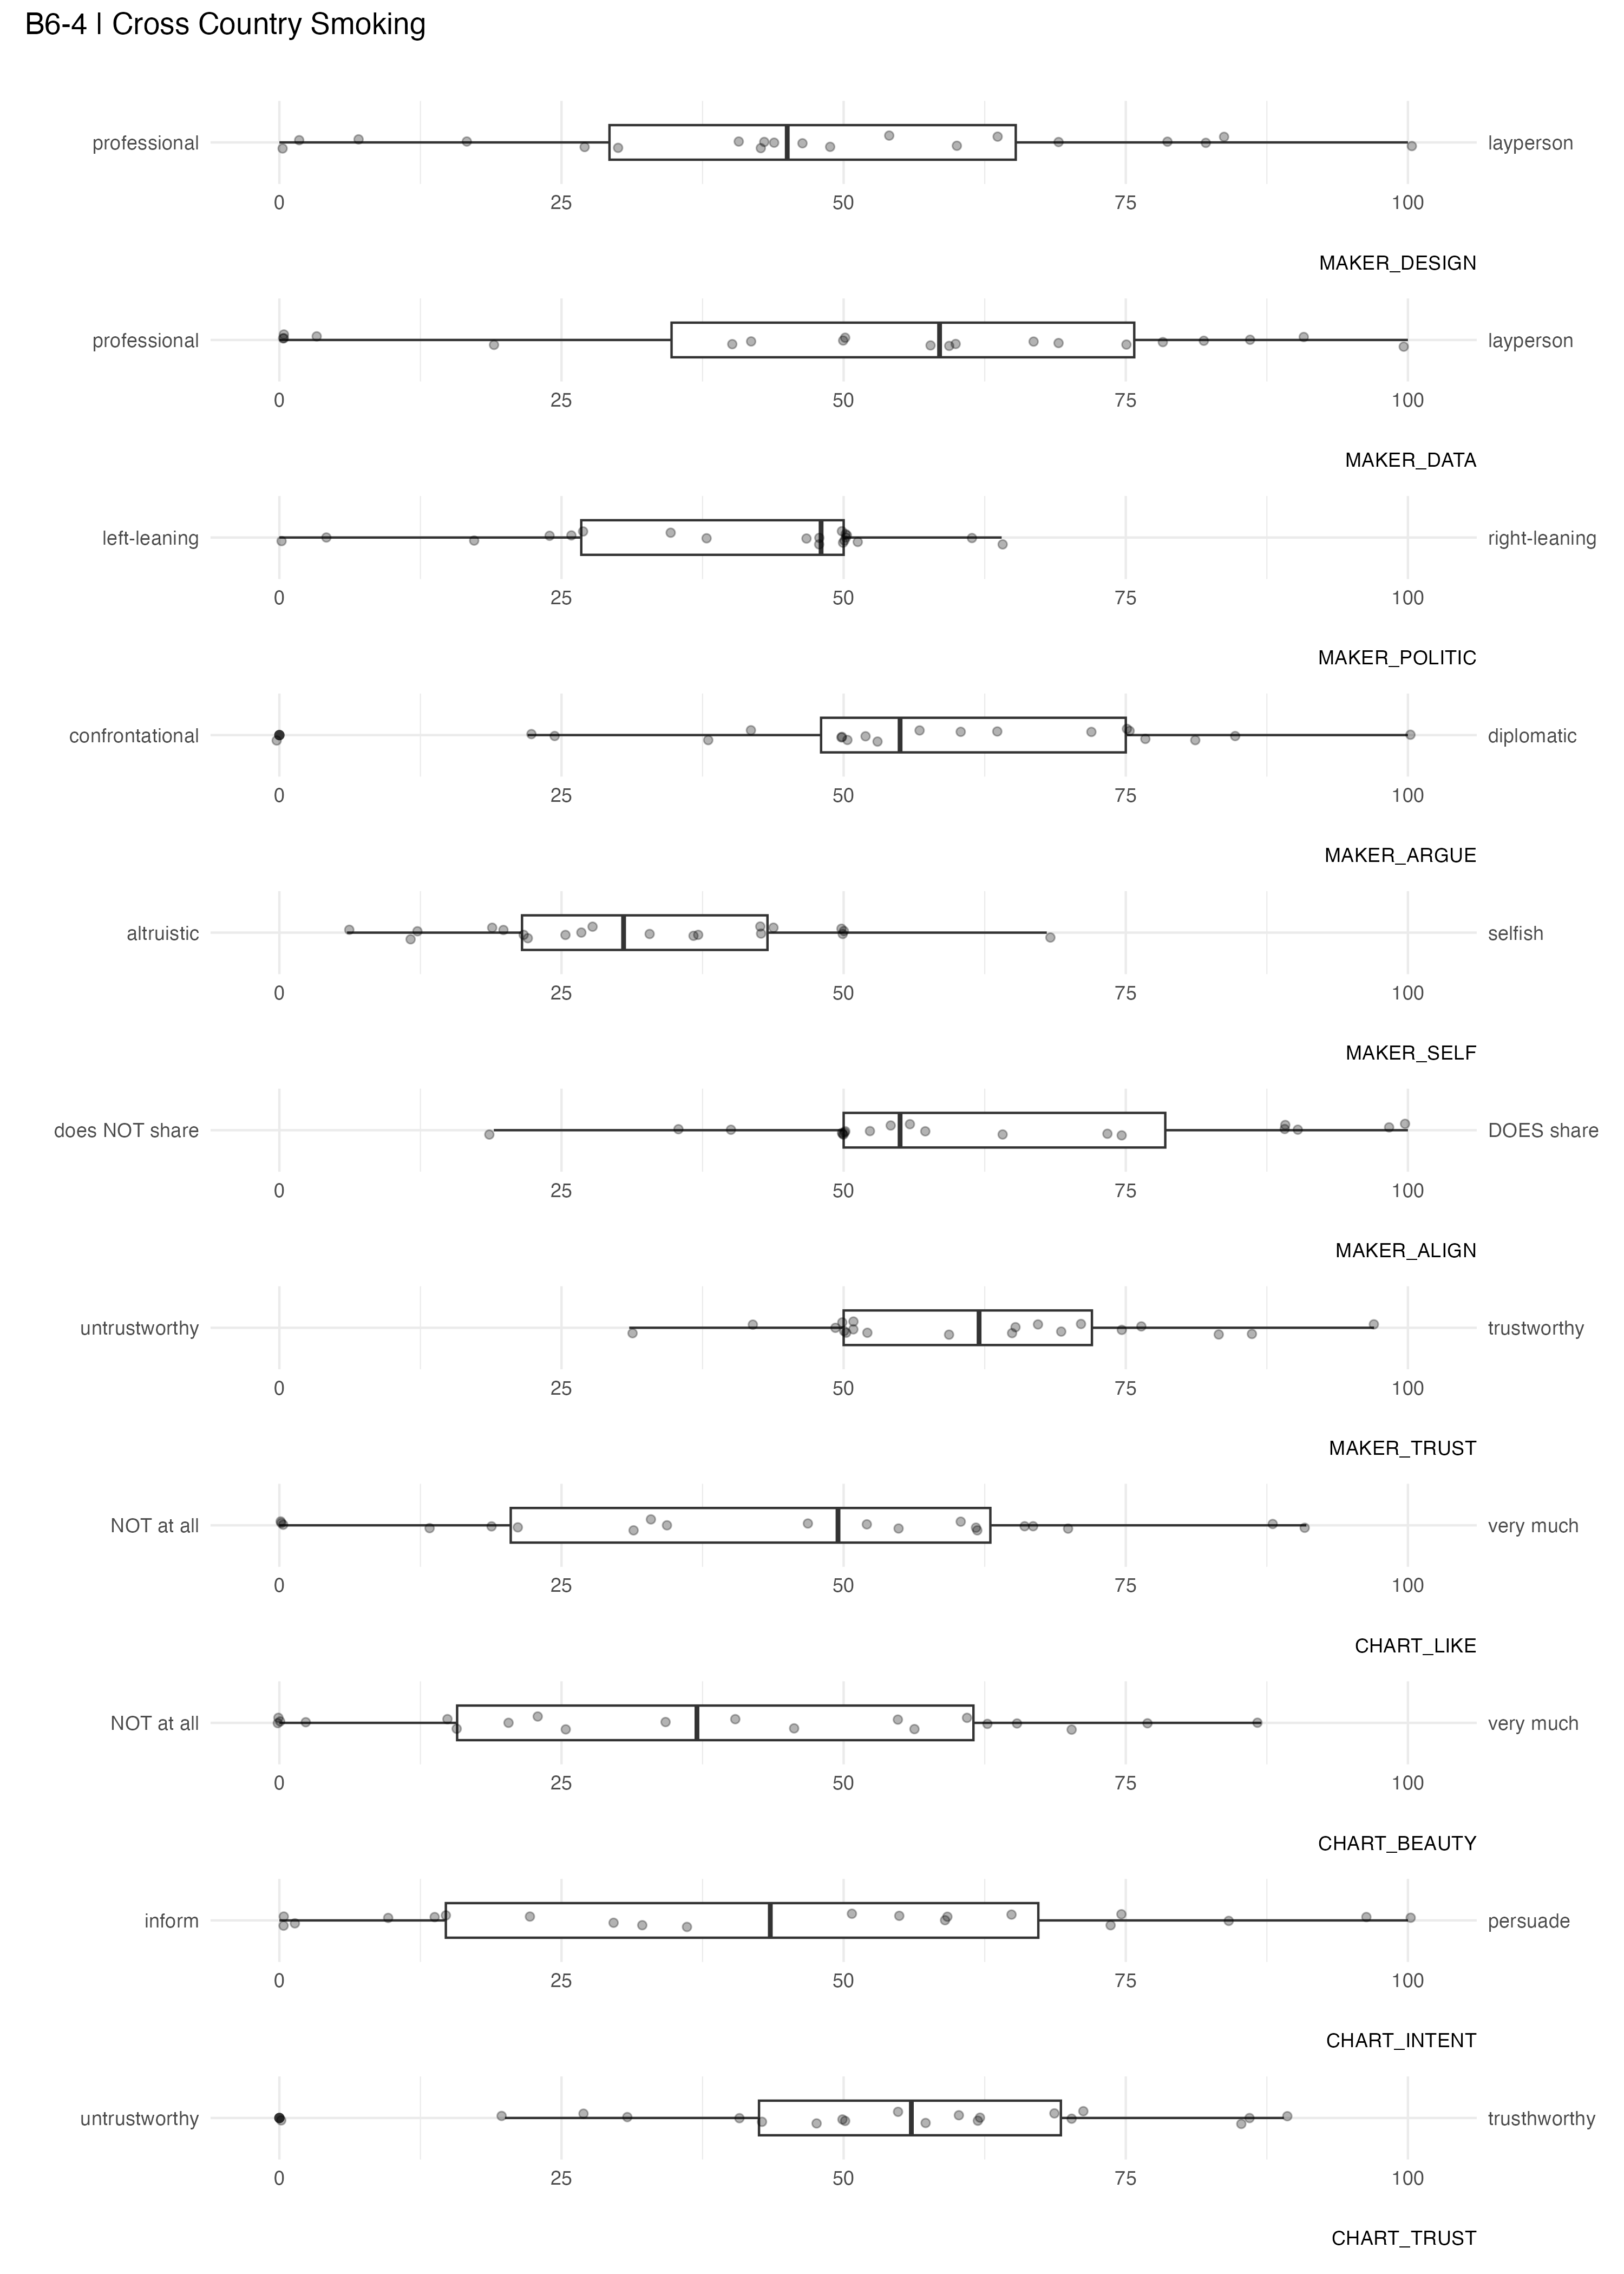 B6-4 | Cross Country Smoking
professional layperson
0 25 50 75 100
MAKER_DESIGN
professional layperson
0 25 50 75 100
MAKER_DATA
left-leaning right-leaning
0 25 50 75 100
MAKER_POLITIC
confrontational diplomatic
0 25 50 75 100
MAKER_ARGUE
altruistic selfish
0 25 50 75 100
MAKER_SELF
does NOT share DOES share
0 25 50 75 100
MAKER_ALIGN
untrustworthy trustworthy
0 25 50 75 100
MAKER_TRUST
NOT at all very much
0 25 50 75 100
CHART_LIKE
NOT at all very much
0 25 50 75 100
CHART_BEAUTY
inform persuade
0 25 50 75 100
CHART_INTENT
untrustworthy trusthworthy
0 25 50 75 100
CHART_TRUST